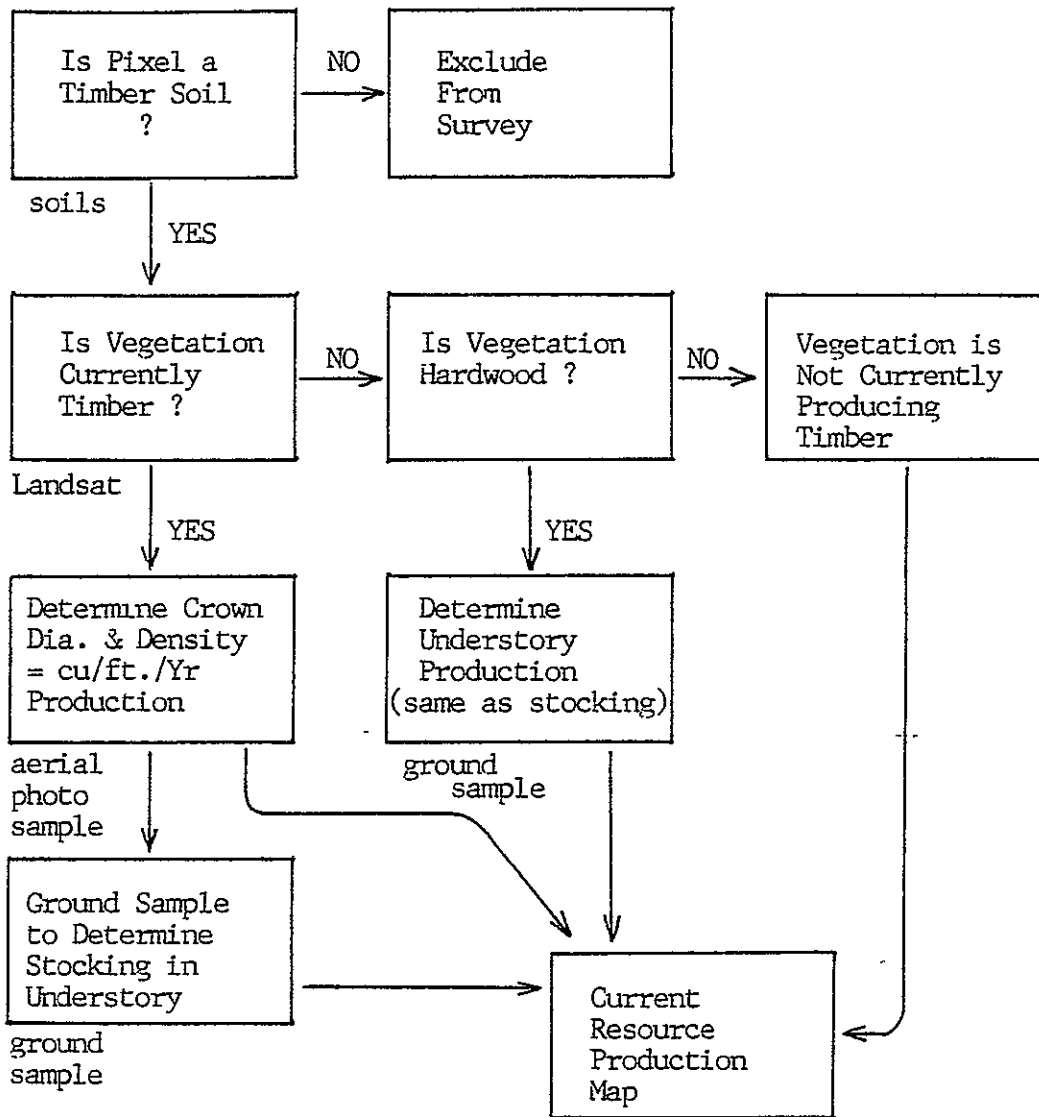 Is Pixel a
Timber Soil
?
NO
Exclude
From
Survey
soils
YES
Is Vegetation
Currently
Timber ?
NO
Is Vegetation
Hardwood ?
NO
Vegetation is
Not Currently
Producing
Timber
Landsat
YES
YES
Determine Crown
Dia. & Density
= cu/ft./Yr
Production
Determine
Understory
Production
(same as stocking)
aerial
photo
sample
ground
sample
Ground Sample
to Determine
Stocking in
Understory
Current
Resource
Production
Map
ground
sample